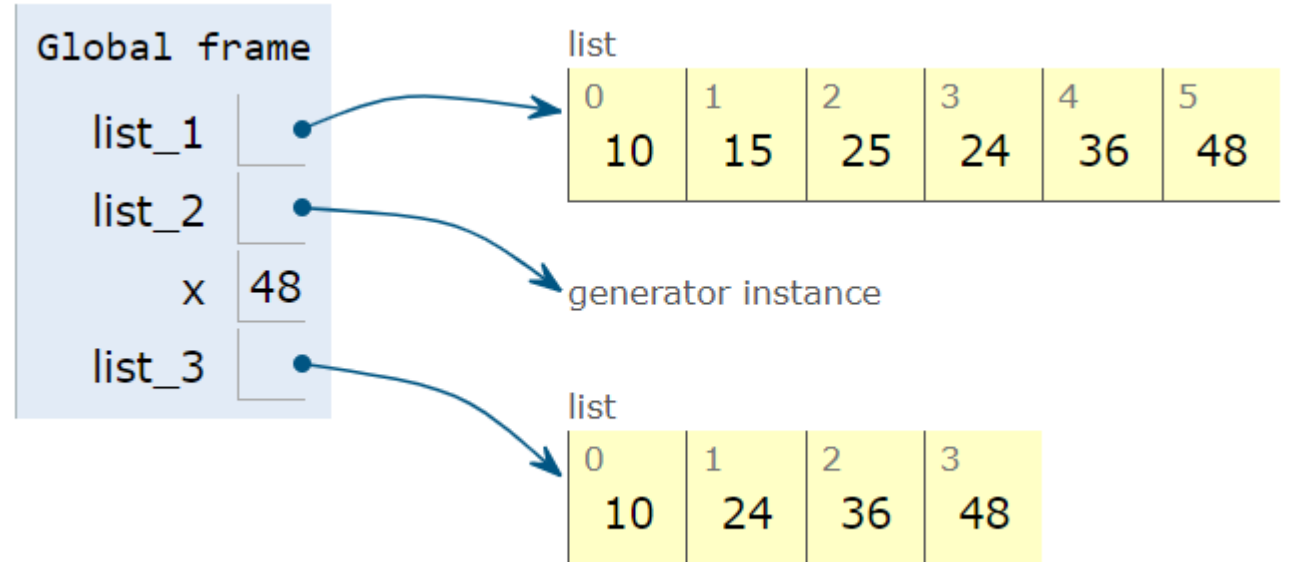 Global frame
list_1
list_2
x 48
list_3
list
0 1 2 3 4 5
10 15 25 24 36 48
generator instance
list
0 1 2 3
10 24 36 48